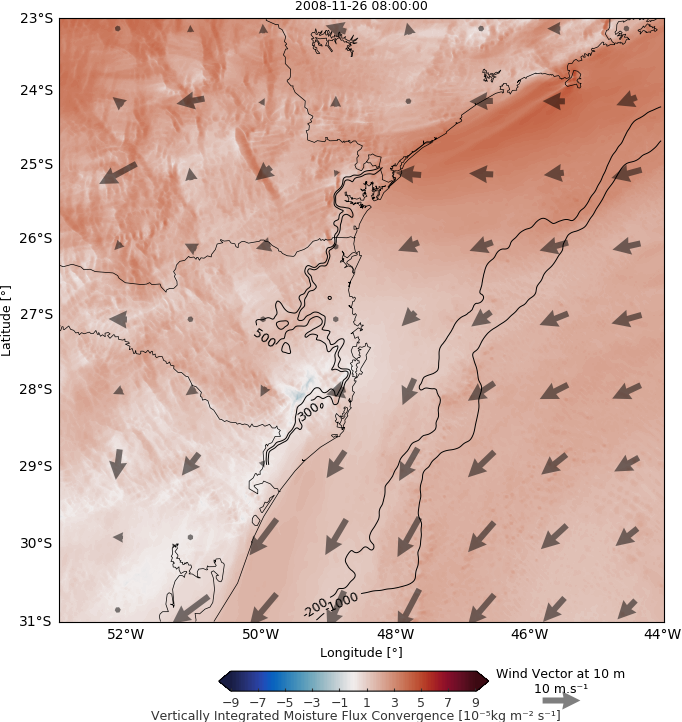 2008-11-26 08:00:00
23°S
24°S
25°S
26°S
27°S
28°S
29°S
30°S
31°S
Latitude [°]
500
300
-200
-1000
52°W 50°W 48°W 46°W 44°W
Longitude [°]
Wind Vector at 10 m
10 m.s⁻¹
−9 −7 −5 −3 −1 1 3 5 7 9
Vertically Integrated Moisture Flux Convergence [10⁻⁵kg m⁻² s⁻¹]